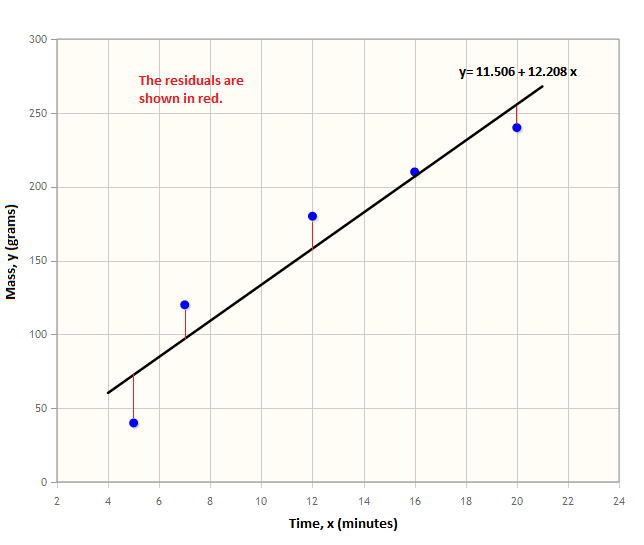 300
The residuals are
shown in red.
y= 11.506 + 12.208 x
250
200
150
100
50
0
2 4 6 8 10 12 14 16 18 20 22 24
Mass, y (grams)
Time, x (minutes)